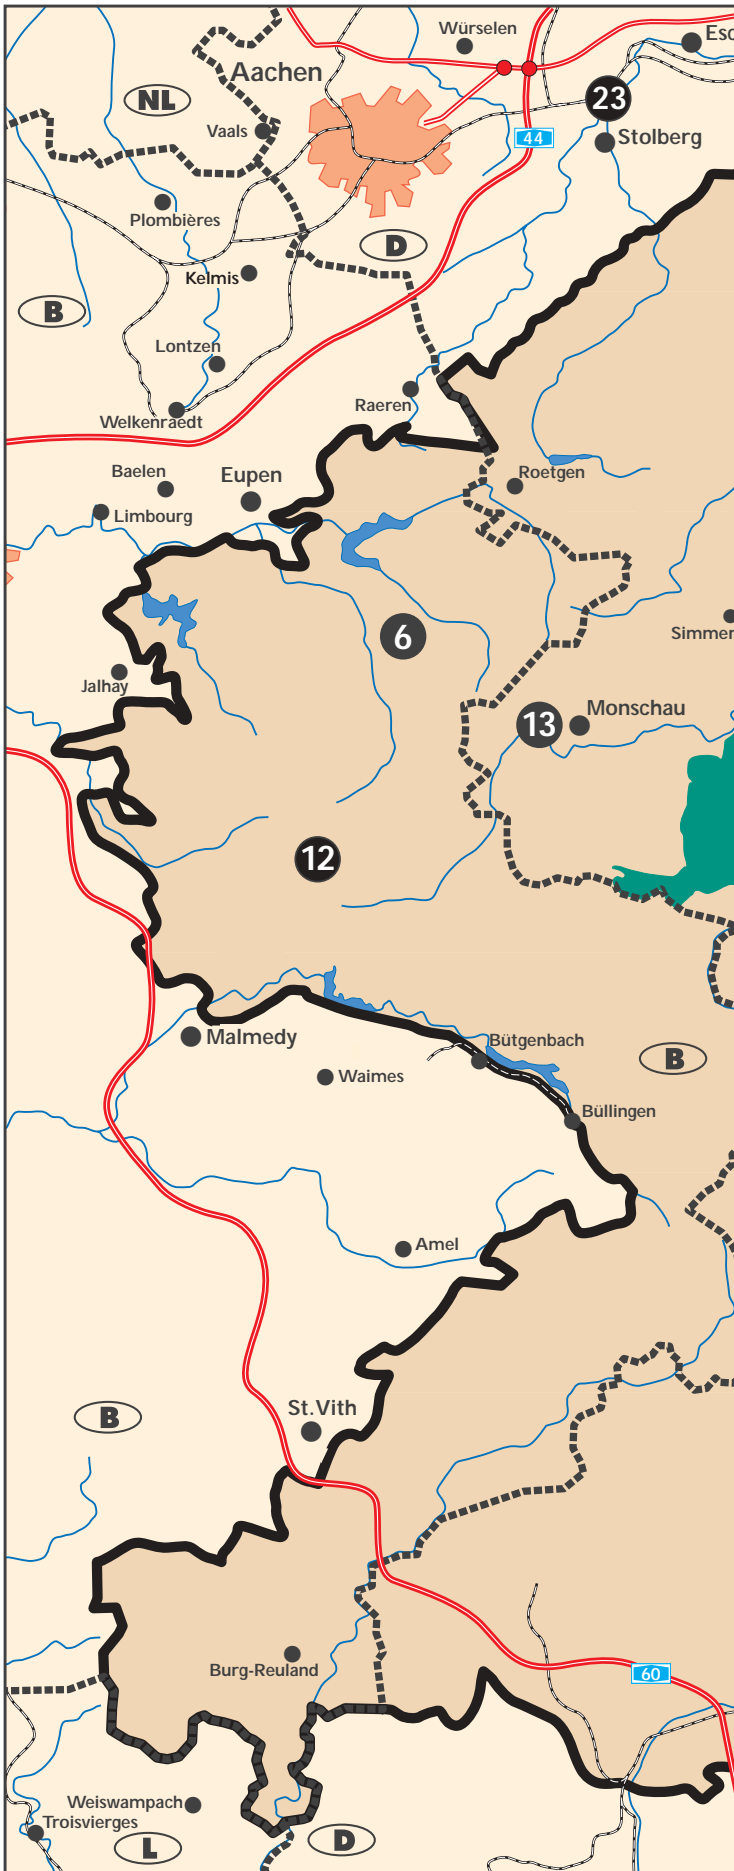 Würselen
Esc
Aachen
NL
23
Vaals
44
Stolberg
Plombières
D
Kelmis
B
Lontzen
Raeren
Welkenraedt
Baelen
Eupen
Roetgen
Limbourg
6
Simmer
Jalhay
13
Monschau
12
Malmedy
Bütgenbach
B
Waimes
Büllingen
Amel
B
St.Vith
Burg-Reuland
60
Weiswampach
Troisvierges
L
D